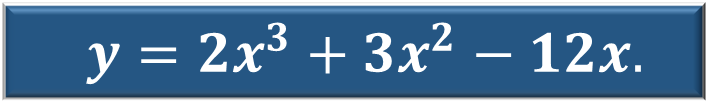 y = 2x³ + 3x² − 12x.